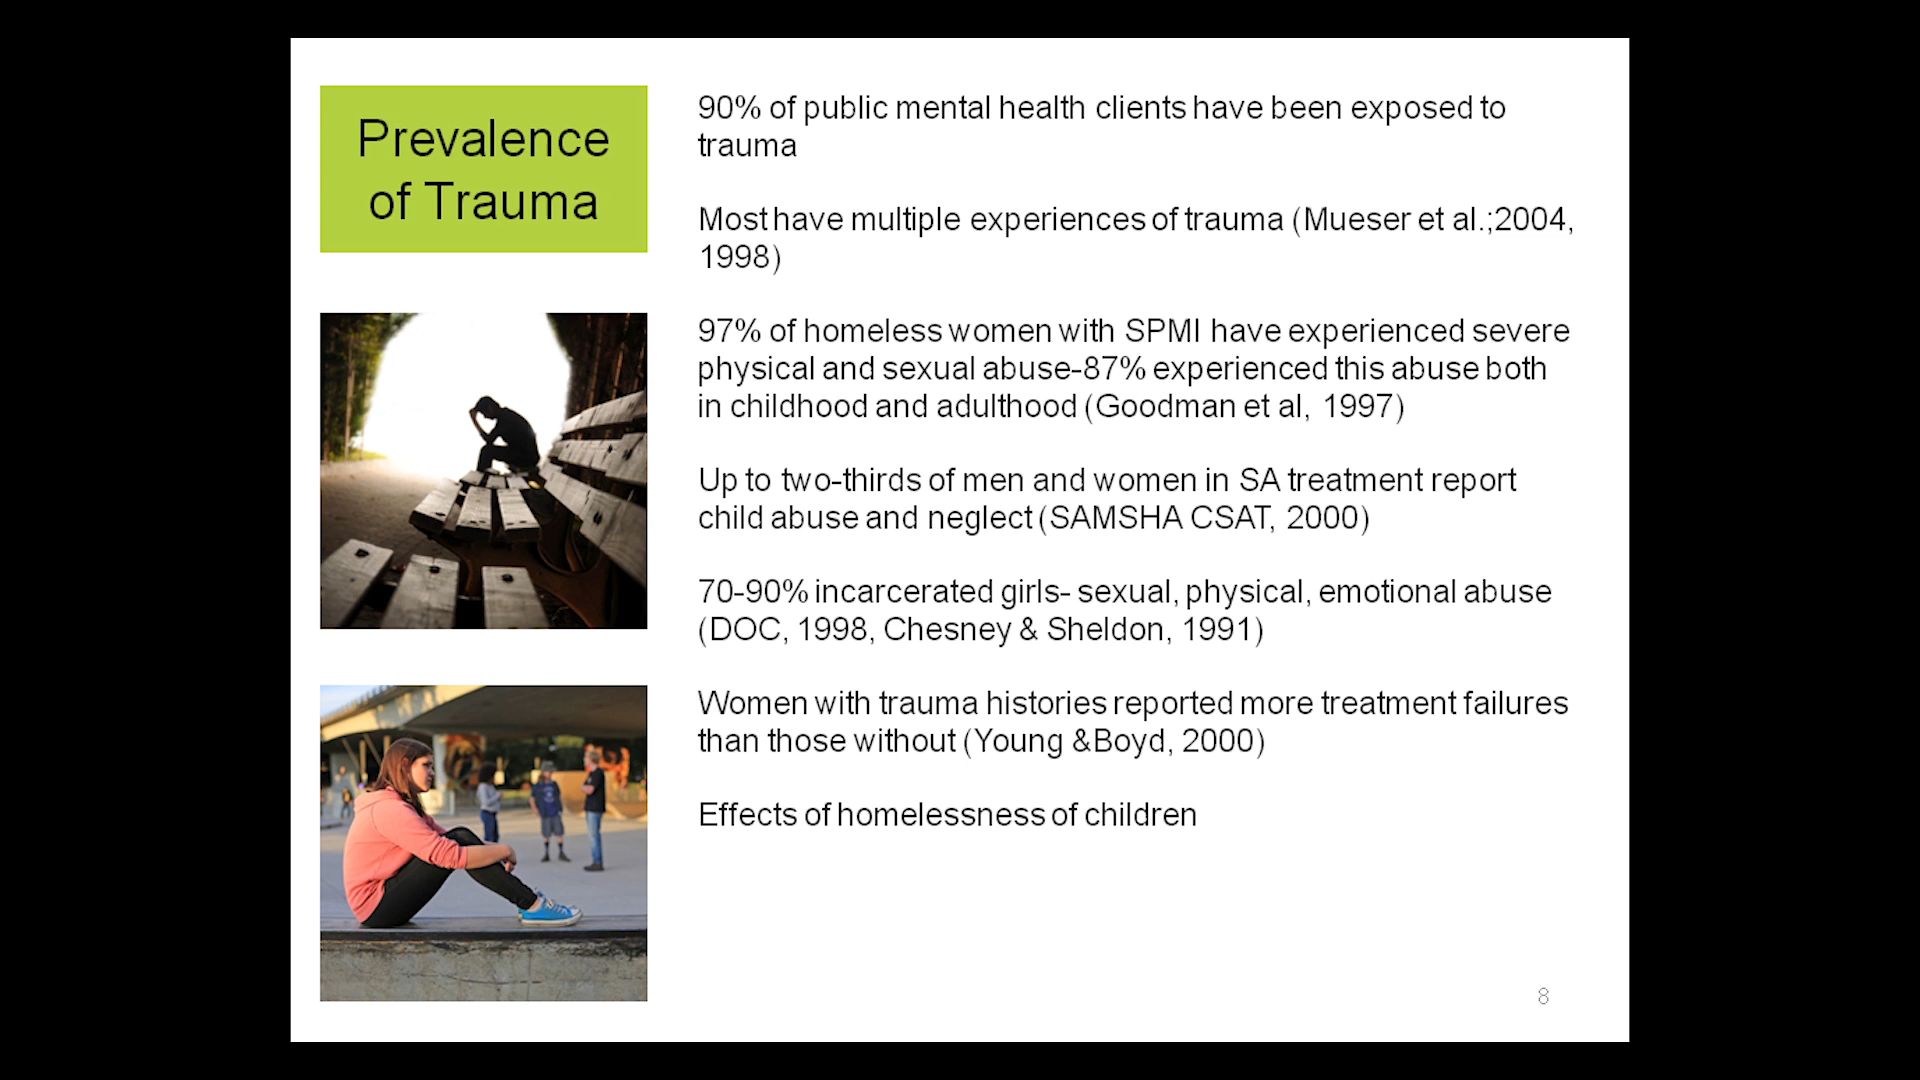 Prevalence
of Trauma
90% of public mental health clients have been exposed to
trauma
Most have multiple experiences of trauma (Mueser et al.;2004,
1998)
97% of homeless women with SPMI have experienced severe
physical and sexual abuse-87% experienced this abuse both
in childhood and adulthood (Goodman et al, 1997)
Up to two-thirds of men and women in SA treatment report
child abuse and neglect (SAMSHA CSAT, 2000)
70-90% incarcerated girls- sexual, physical, emotional abuse
(DOC, 1998, Chesney & Sheldon, 1991)
Women with trauma histories reported more treatment failures
than those without (Young &Boyd, 2000)
Effects of homelessness of children
8